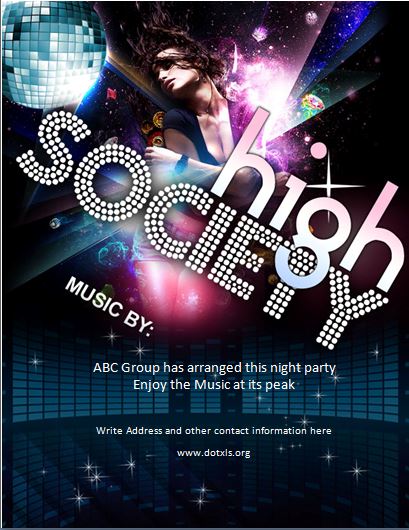 high
SOCIETY
MUSIC BY:
ABC Group has arranged this night party
Enjoy the Music at its peak
Write Address and other contact information here
www.dotxls.org